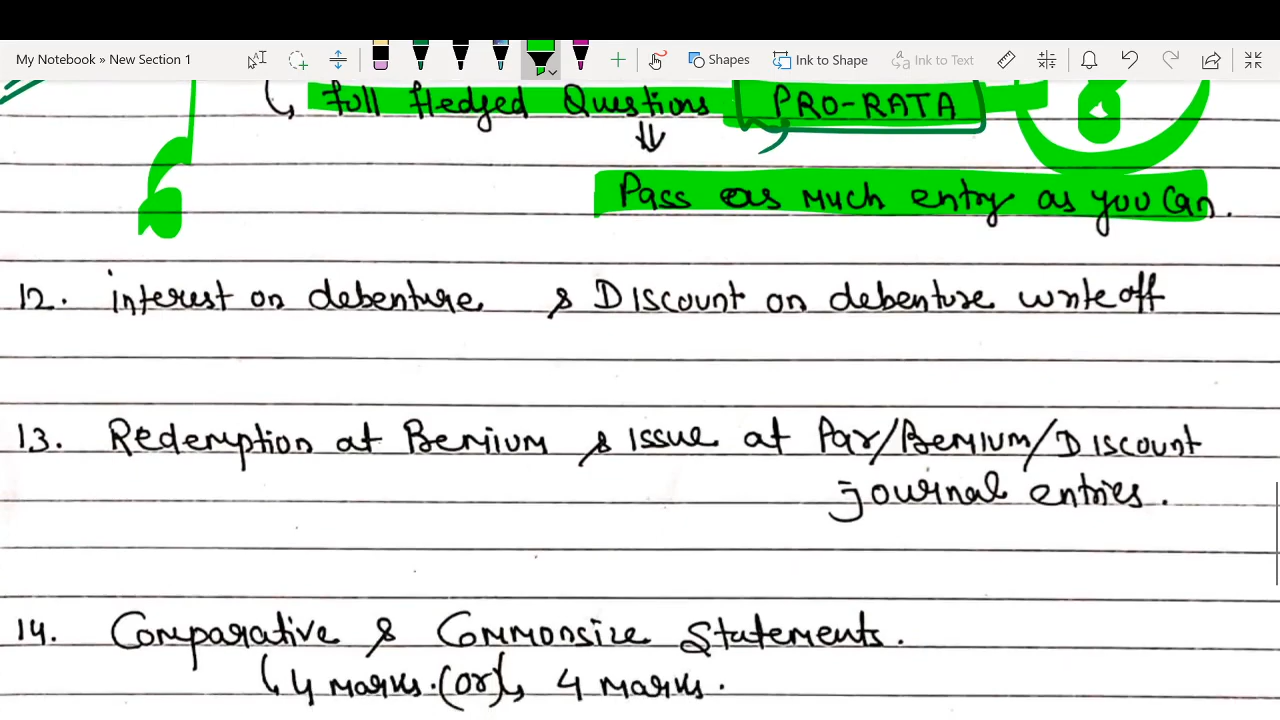 My Notebook » New Section 1
Shapes
Ink to Shape
Ink to Text
↳ full fledged Questions PRO-RATA
Pass as much entry as you can.
12. interest on debenture & Discount on debenture write off
13. Redemption at Premium & issue at Par/Premium/Discount
journal entries.
14. Comparative & Commonsize Statements.
↳ 4 marks. (or) ↳ 4 marks.